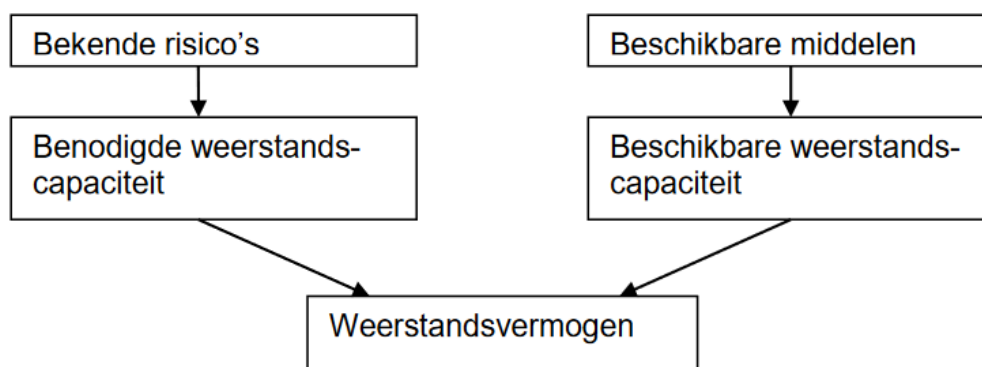 Bekende risico's
Beschikbare middelen
Benodigde weerstands-
capaciteit
Beschikbare weerstands-
capaciteit
Weerstandsvermogen